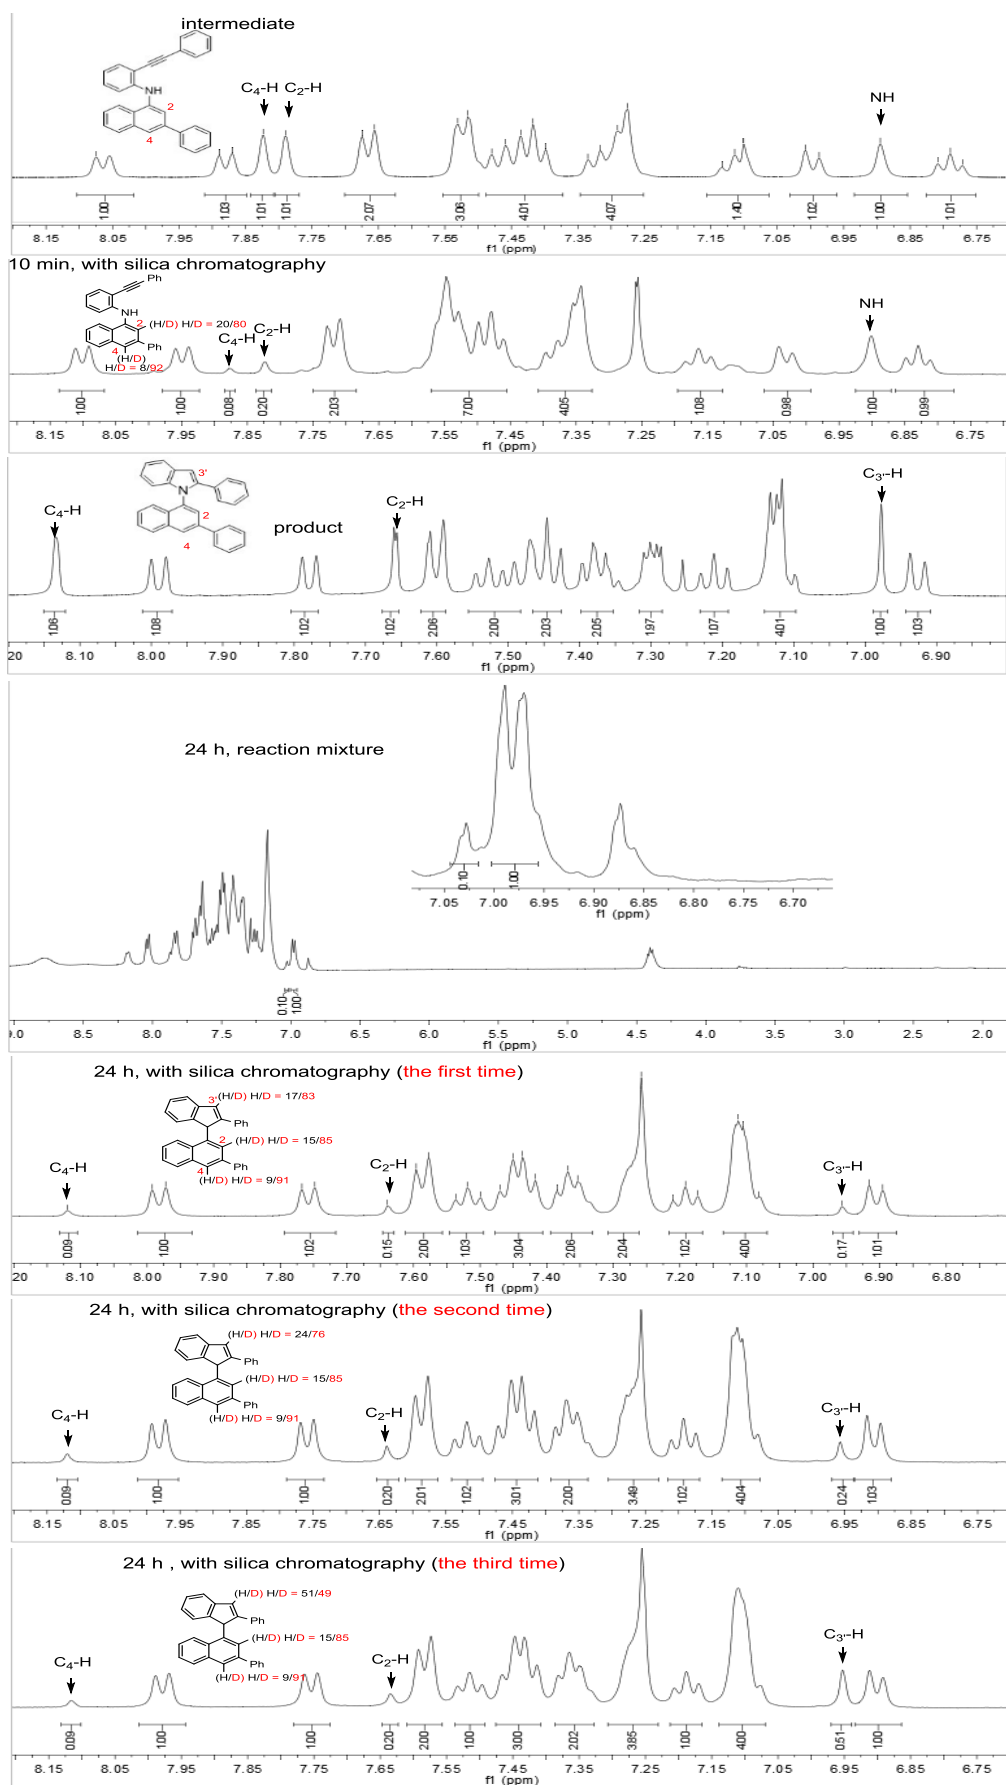 intermediate
NH
2
4
C4-H
C2-H
NH
1.00
1.03
1.01
1.01
2.07
3.06
4.01
4.07
1.40
1.02
1.00
1.01
8.15 8.05 7.95 7.85 7.75 7.65 7.55 7.45 7.35 7.25 7.15 7.05 6.95 6.85 6.75
f1 (ppm)
10 min, with silica chromatography
Ph
NH
2 (H/D) H/D = 20/80
Ph
4
(H/D)
H/D = 8/92
C4-H
C2-H
NH
1.00
1.00
0.08
0.20
2.03
7.00
4.05
1.08
0.98
1.00
0.99
8.15 8.05 7.95 7.85 7.75 7.65 7.55 7.45 7.35 7.25 7.15 7.05 6.95 6.85 6.75
f1 (ppm)
3'
N
2
4
product
C4-H
C2-H
C3'-H
1.06
1.08
1.02
1.02
2.06
2.00
2.03
2.05
1.97
1.07
4.01
1.00
1.03
20 8.10 8.00 7.90 7.80 7.70 7.60 7.50 7.40 7.30 7.20 7.10 7.00 6.90
f1 (ppm)
24 h, reaction mixture
0.10
1.00
7.05 7.00 6.95 6.90 6.85 6.80 6.75 6.70
f1 (ppm)
0.10
1.00
9.0 8.5 8.0 7.5 7.0 6.5 6.0 5.5 5.0 4.5 4.0 3.5 3.0 2.5 2.0
f1 (ppm)
24 h, with silica chromatography (the first time)
3' (H/D) H/D = 17/83
Ph
2 (H/D) H/D = 15/85
Ph
4
(H/D) H/D = 9/91
C4-H
C2-H
C3'-H
0.09
1.00
1.02
0.15
2.00
1.03
3.04
2.06
2.04
1.02
4.00
0.17
1.01
20 8.10 8.00 7.90 7.80 7.70 7.60 7.50 7.40 7.30 7.20 7.10 7.00 6.90 6.80
f1 (ppm)
24 h, with silica chromatography (the second time)
(H/D) H/D = 24/76
Ph
(H/D) H/D = 15/85
Ph
(H/D) H/D = 9/91
C4-H
C2-H
C3'-H
0.09
1.00
1.00
0.20
2.01
1.02
3.01
2.00
3.49
1.02
4.04
0.24
1.03
8.15 8.05 7.95 7.85 7.75 7.65 7.55 7.45 7.35 7.25 7.15 7.05 6.95 6.85 6.75
f1 (ppm)
24 h , with silica chromatography (the third time)
(H/D) H/D = 51/49
Ph
(H/D) H/D = 15/85
Ph
(H/D) H/D = 9/91
C4-H
C2-H
C3'-H
0.09
1.00
1.00
0.20
2.00
1.00
3.00
2.02
3.85
1.00
4.00
0.51
1.00
8.15 8.05 7.95 7.85 7.75 7.65 7.55 7.45 7.35 7.25 7.15 7.05 6.95 6.85 6.75
f1 (ppm)